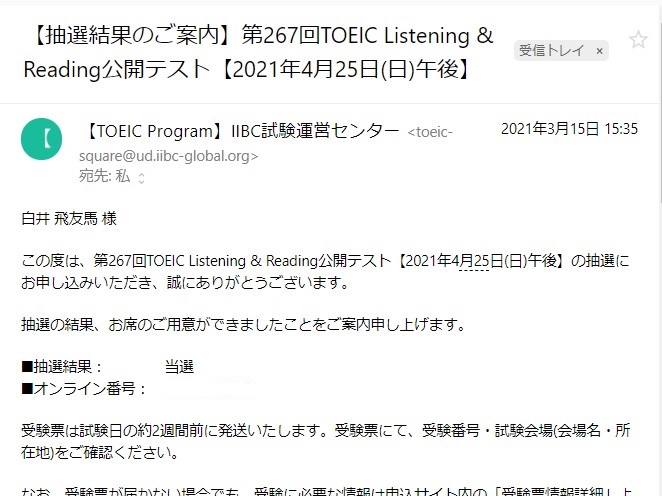 【抽選結果のご案内】第267回TOEIC Listening &
Reading公開テスト【2021年4月25日(日)午後】
受信トレイ ×
【TOEIC Program】IIBC試験運営センター <toeic-
square@ud.iibc-global.org>
2021年3月15日 15:35
宛先: 私
白井 飛友馬 様
この度は、第267回TOEIC Listening & Reading公開テスト【2021年4月25日(日)午後】の抽選に
お申し込みいただき、誠にありがとうございます。
抽選の結果、お席のご用意ができましたことをご案内申し上げます。
■抽選結果： 当選
■オンライン番号：
受験票は試験日の約2週間前に発送いたします。受験票にて、受験番号・試験会場(会場名・所
在地)をご確認ください。
なお、受験票が届かない場合でも、受験に必要な情報は申込サイト内の「受験票情報詳細」上